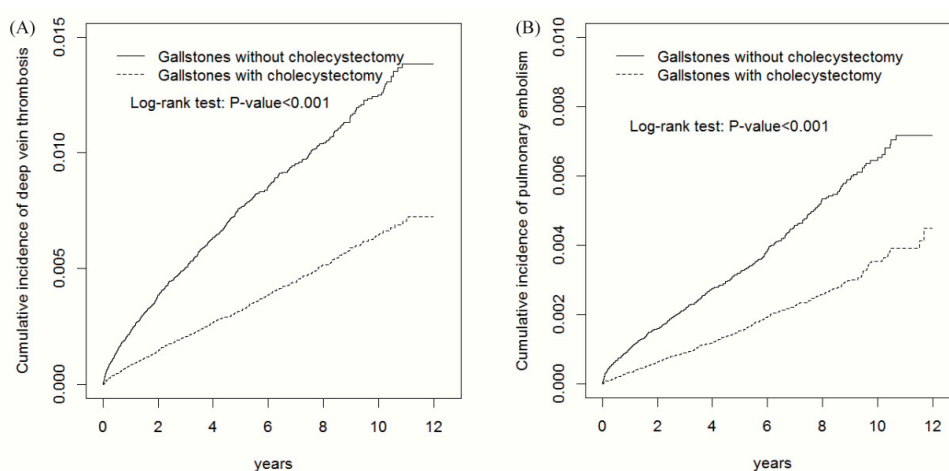 (A)
Cumulative incidence of deep vein thrombosis
0.015
0.010
0.005
0.000
Gallstones without cholecystectomy
Gallstones with cholecystectomy
Log-rank test: P-value<0.001
0 2 4 6 8 10 12
years
(B)
Cumulative incidence of pulmonary embolism
0.010
0.008
0.006
0.004
0.002
0.000
Gallstones without cholecystectomy
Gallstones with cholecystectomy
Log-rank test: P-value<0.001
0 2 4 6 8 10 12
years